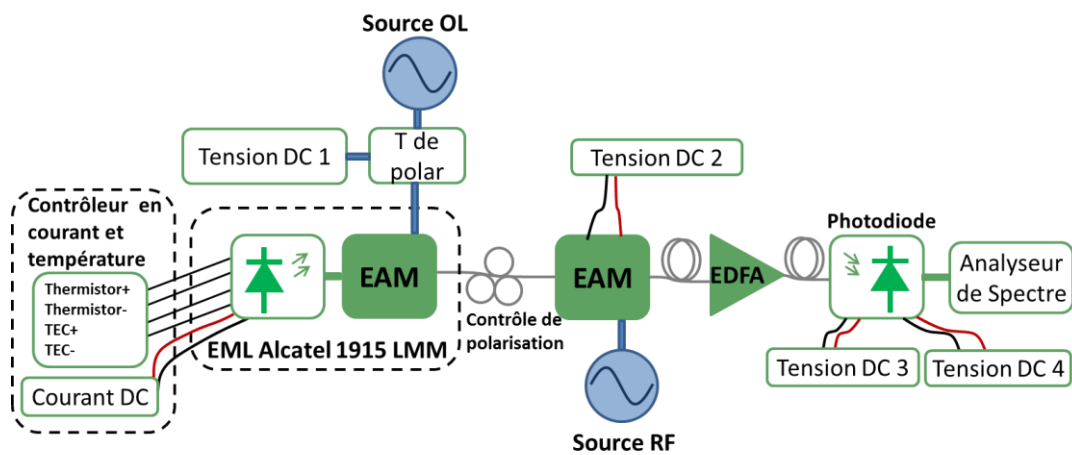 Source OL
Tension DC 1
T de
polar
Tension DC 2
Contrôleur en
courant et
température
Thermistor+
Thermistor-
TEC+
TEC-
Courant DC
EAM
EML Alcatel 1915 LMM
Contrôle de
polarisation
EAM
Source RF
EDFA
Photodiode
Analyseur
de Spectre
Tension DC 3
Tension DC 4